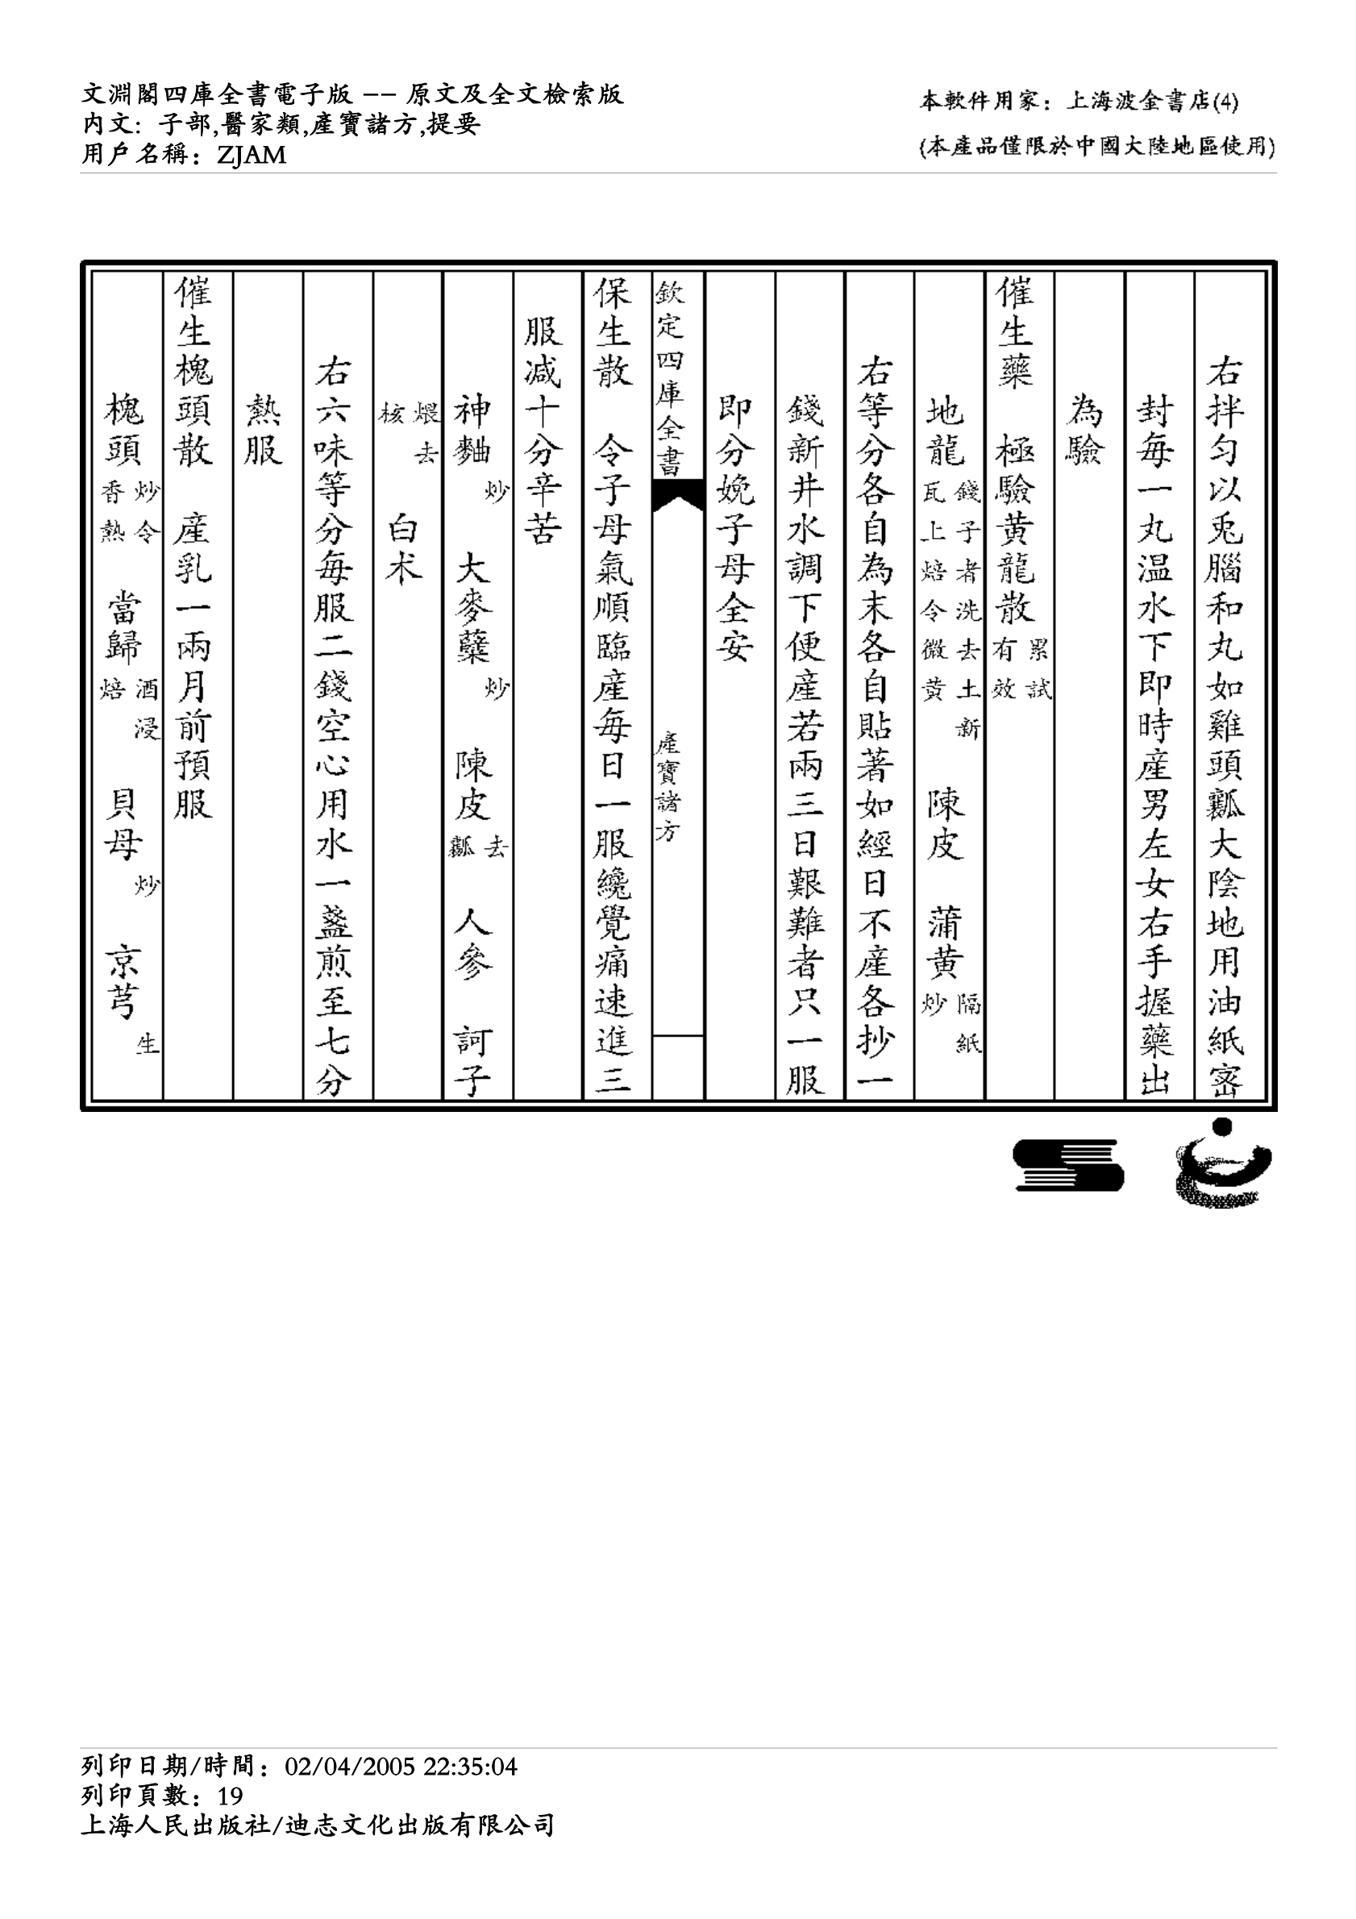 文淵閣四庫全書電子版 -- 原文及全文檢索版
內文: 子部,醫家類,產寶諸方,提要
用戶名稱: ZJAM
本軟件用家: 上海波金書店(4)
(本產品僅限於中國大陸地區使用)
右拌匀以兎腦和丸如雞頭瓤大陰地用油紙宻
封每一丸温水下即時産男左女右手握藥出
為驗
催生藥 極驗黄龍散累試有效
地龍錢子者洗去土新瓦上焙令微黄 陳皮 蒲黄隔紙炒
右等分各自為末各自貼著如經日不産各抄一
錢新井水調下便産若兩三日艱難者只一服
即分娩子母全安
欽定四庫全書
產寶諸方
保生散 令子母氣順臨産每日一服纔覺痛速進三
服減十分辛苦
神麯炒 大麥蘖炒 陳皮去瓤 人參 訶子
煨去核 白术
右六味等分每服二錢空心用水一盞煎至七分
熱服
催生槐頭散 産乳一兩月前預服
槐頭炒令香熱 當歸酒浸焙 貝母炒 京芎生
列印日期/時間: 02/04/2005 22:35:04
列印頁數: 19
上海人民出版社/迪志文化出版有限公司